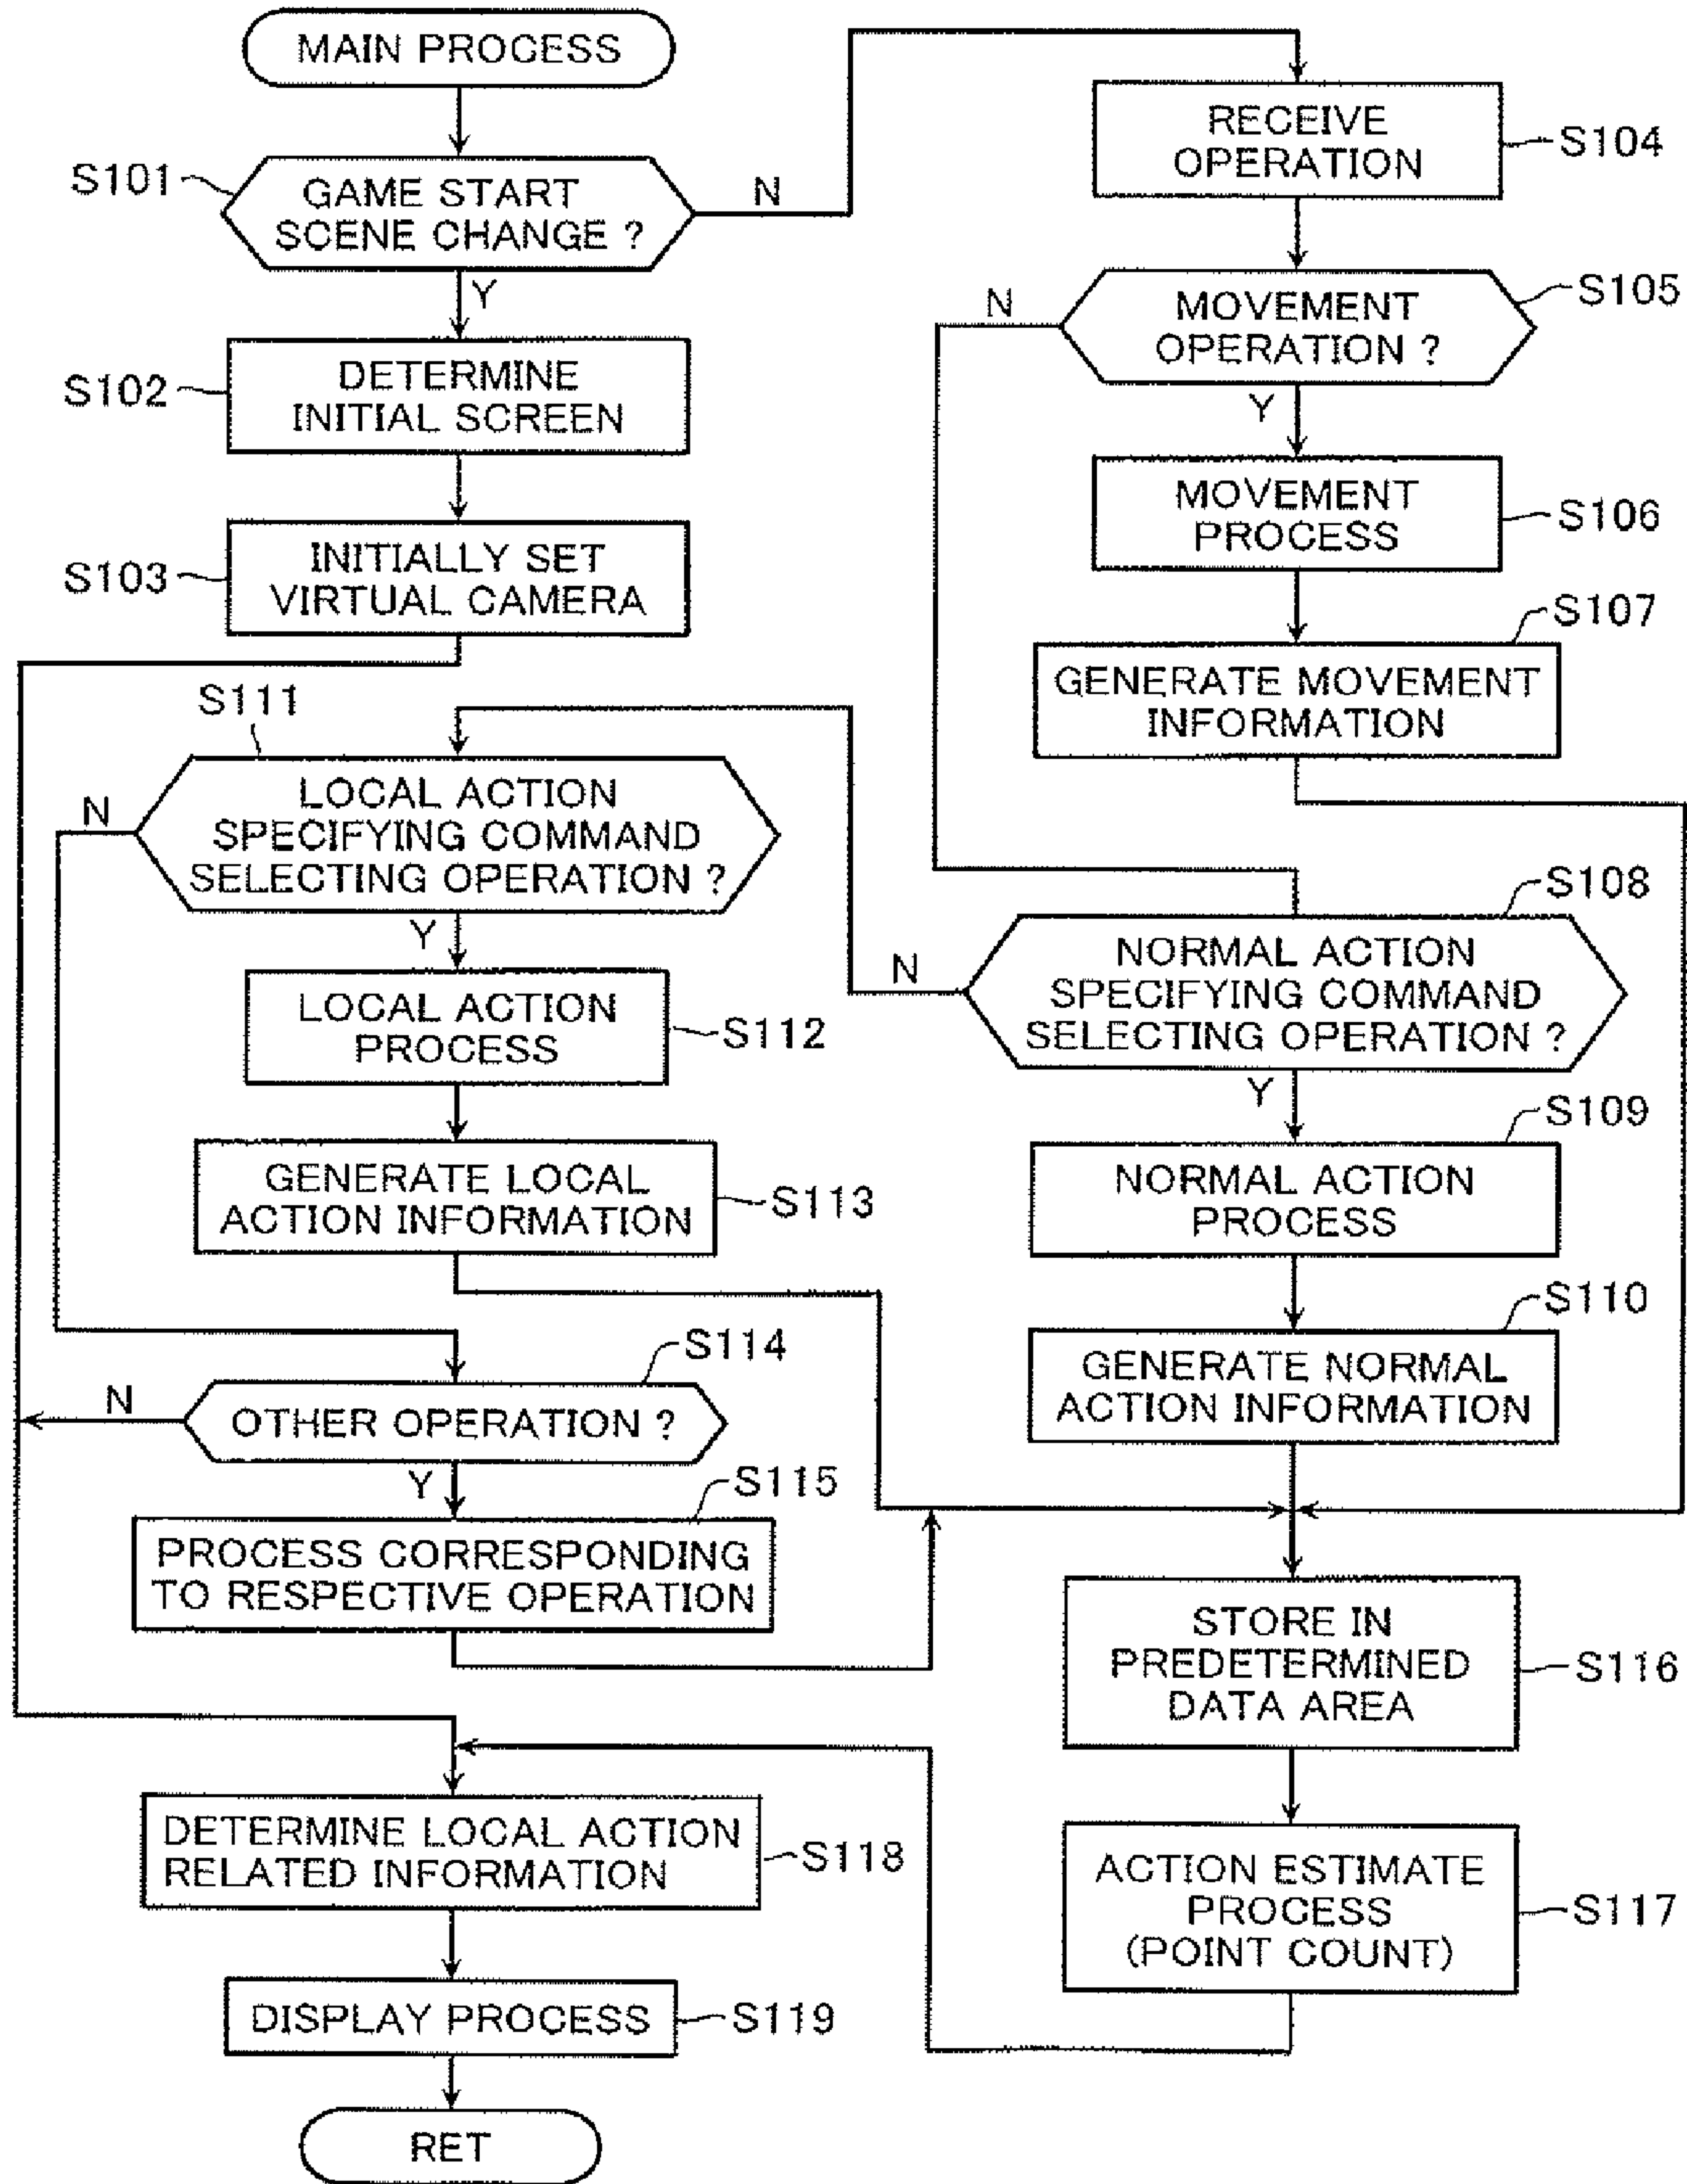 MAIN PROCESS
S101
GAME START
SCENE CHANGE ?
N
Y
S102
DETERMINE
INITIAL SCREEN
S103
INITIALLY SET
VIRTUAL CAMERA
RECEIVE
OPERATION
S104
S105
MOVEMENT
OPERATION ?
N
Y
MOVEMENT
PROCESS
S106
S107
GENERATE MOVEMENT
INFORMATION
S108
NORMAL ACTION
SPECIFYING COMMAND
SELECTING OPERATION ?
N
Y
S109
NORMAL ACTION
PROCESS
S110
GENERATE NORMAL
ACTION INFORMATION
S111
LOCAL ACTION
SPECIFYING COMMAND
SELECTING OPERATION ?
N
Y
LOCAL ACTION
PROCESS
S112
GENERATE LOCAL
ACTION INFORMATION
S113
S114
OTHER OPERATION ?
N
Y
S115
PROCESS CORRESPONDING
TO RESPECTIVE OPERATION
STORE IN
PREDETERMINED
DATA AREA
S116
ACTION ESTIMATE
PROCESS
(POINT COUNT)
S117
DETERMINE LOCAL ACTION
RELATED INFORMATION
S118
DISPLAY PROCESS
S119
RET